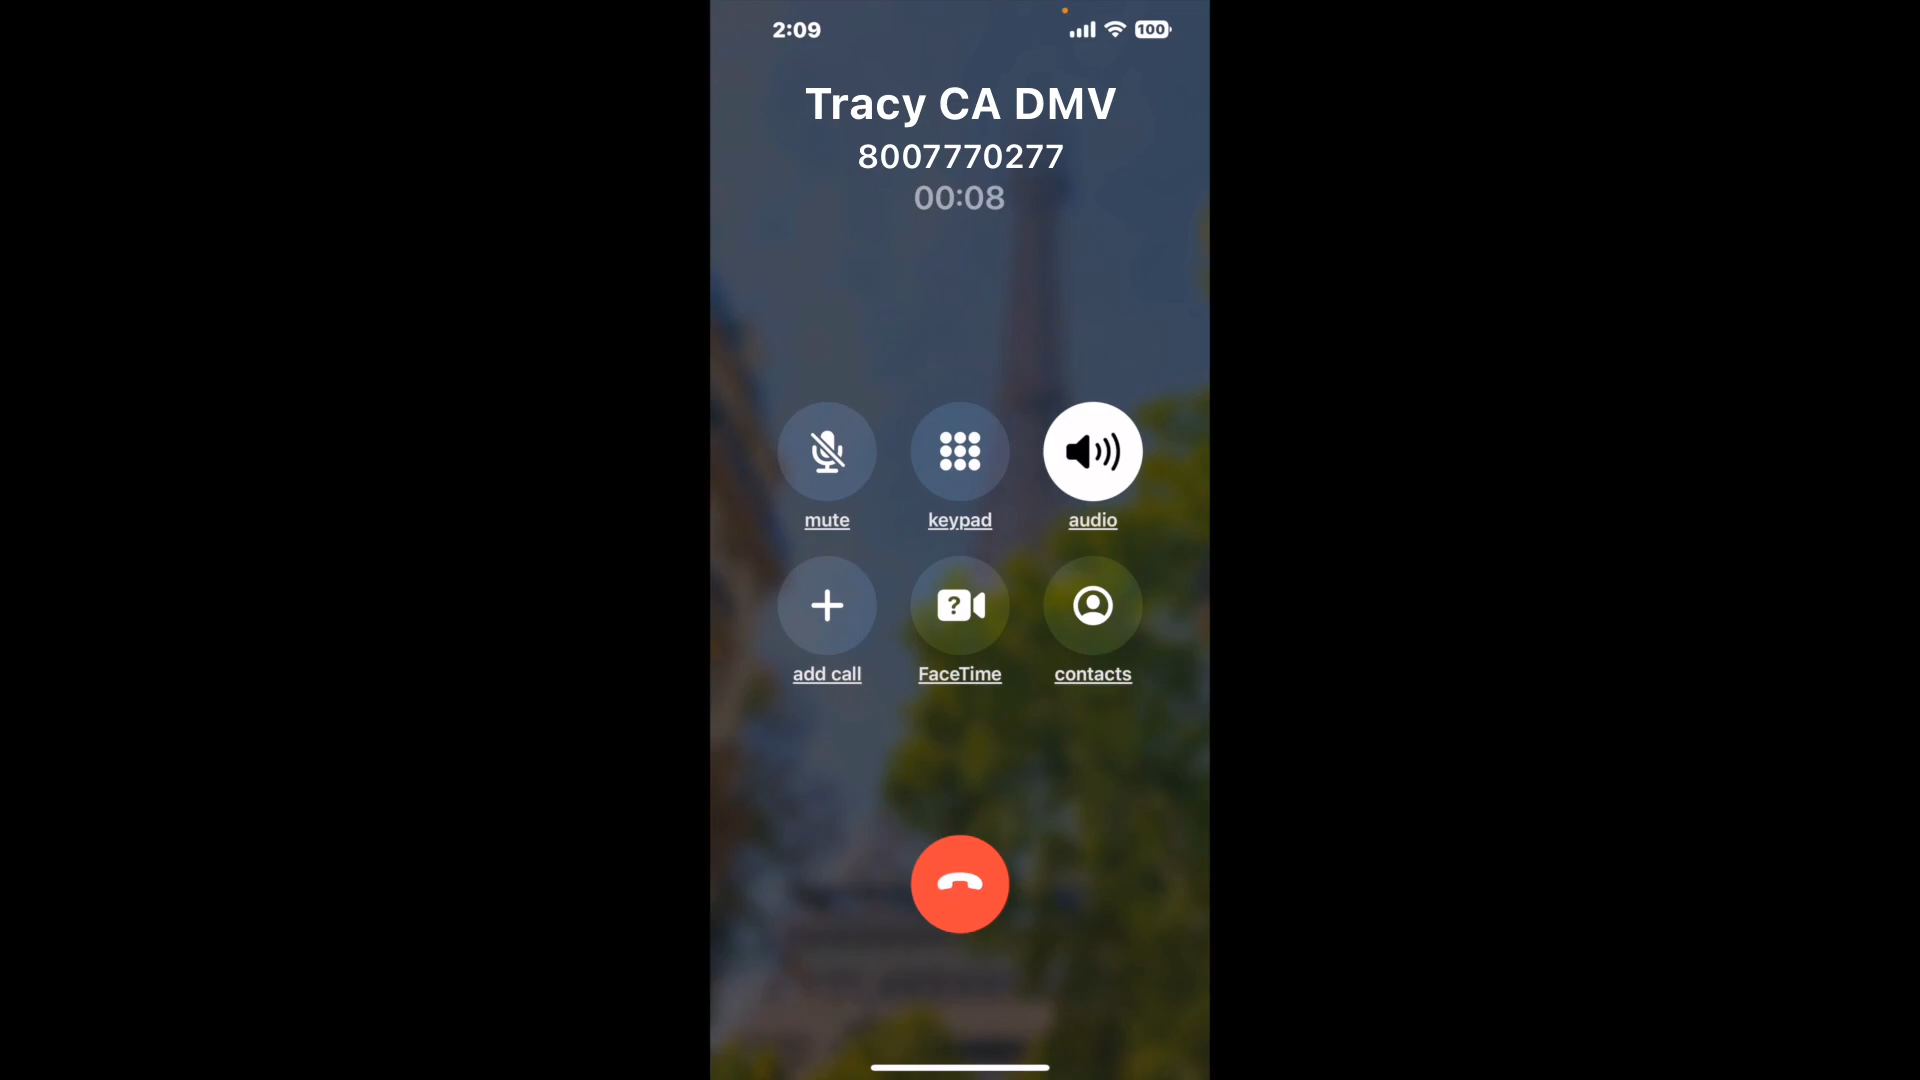 2:09
100
Tracy CA DMV
8007770277
00:08
mute
keypad
audio
?
add call
FaceTime
contacts